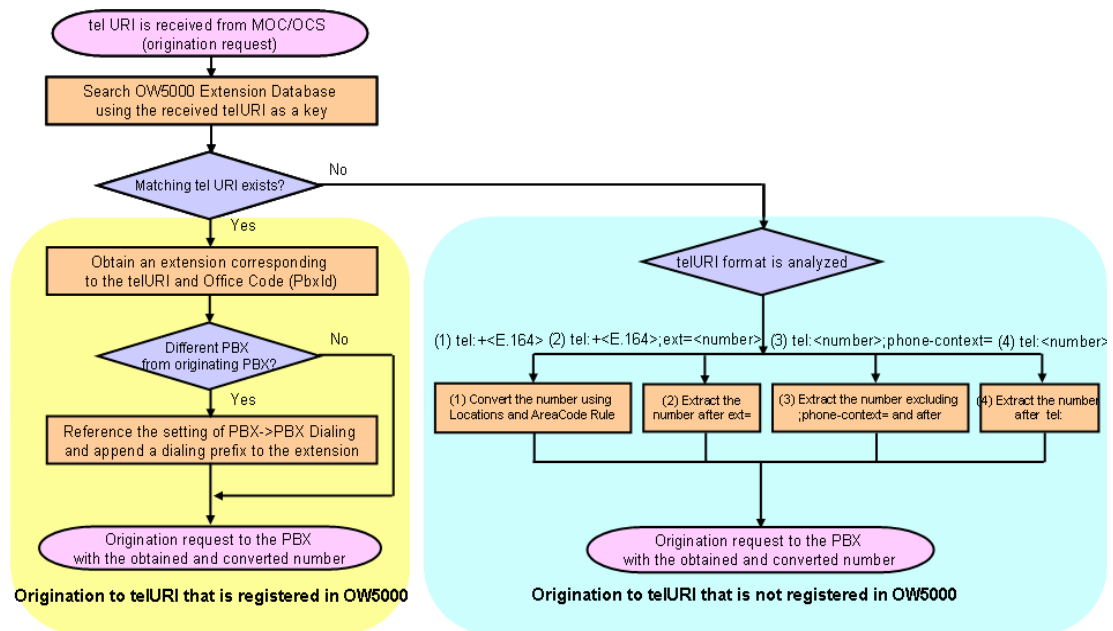 tel URI is received from MOC/OCS
(origination request)
Search OW5000 Extension Database
using the received telURI as a key
Matching tel URI exists?
No
Yes
Obtain an extension corresponding
to the telURI and Office Code (PbxId)
Different PBX
from originating PBX?
No
Yes
Reference the setting of PBX->PBX Dialing
and append a dialing prefix to the extension
Origination request to the PBX
with the obtained and converted number
Origination to telURI that is registered in OW5000
telURI format is analyzed
(1) tel:+<E.164> (2) tel:+<E.164>;ext=<number> (3) tel:<number>;phone-context= (4) tel:<number>
(1) Convert the number using
Locations and AreaCode Rule
(2) Extract the
number after ext=
(3) Extract the number excluding
;phone-context= and after
(4) Extract the number
after tel:
Origination request to the PBX
with the obtained and converted number
Origination to telURI that is not registered in OW5000